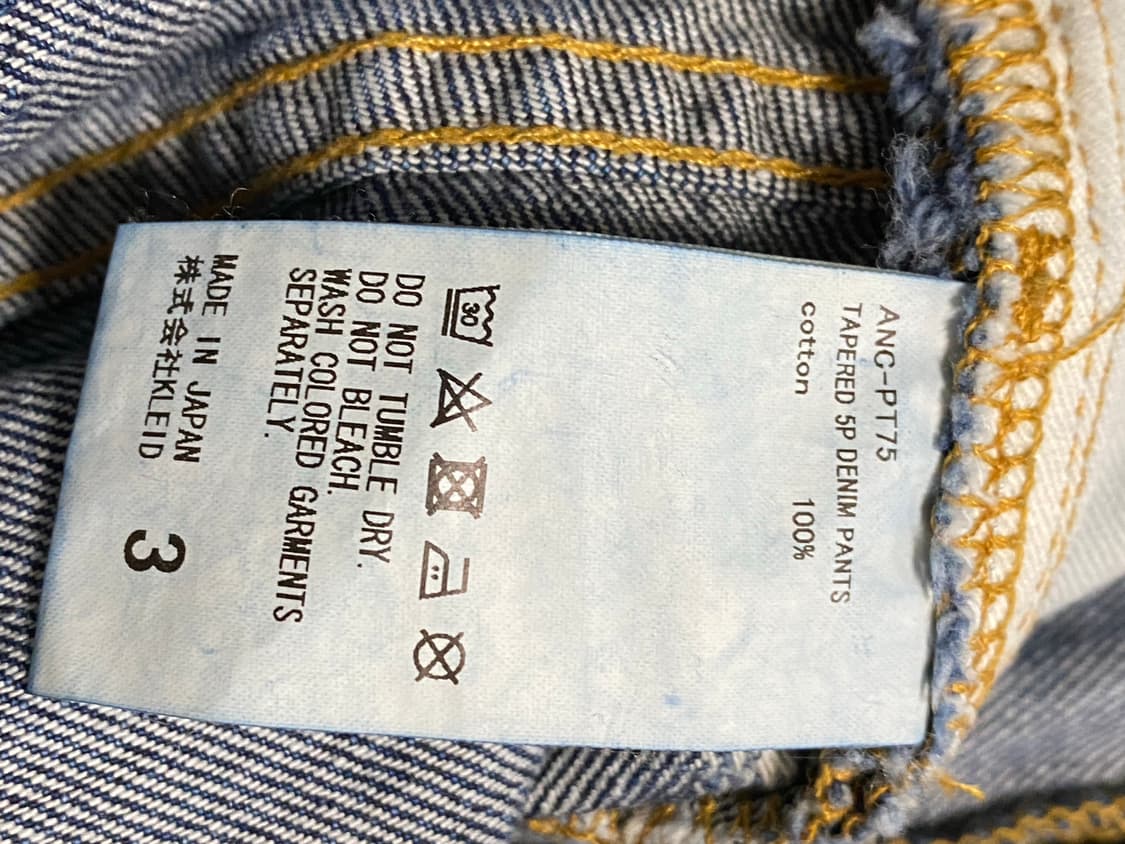 ANC-PT75
TAPERED 5P DENIM PANTS
cotton 100%
30
DO NOT TUMBLE DRY.
DO NOT BLEACH.
WASH COLORED GARMENTS
SEPARATELY.
MADE IN JAPAN
株式会社KLEID
3